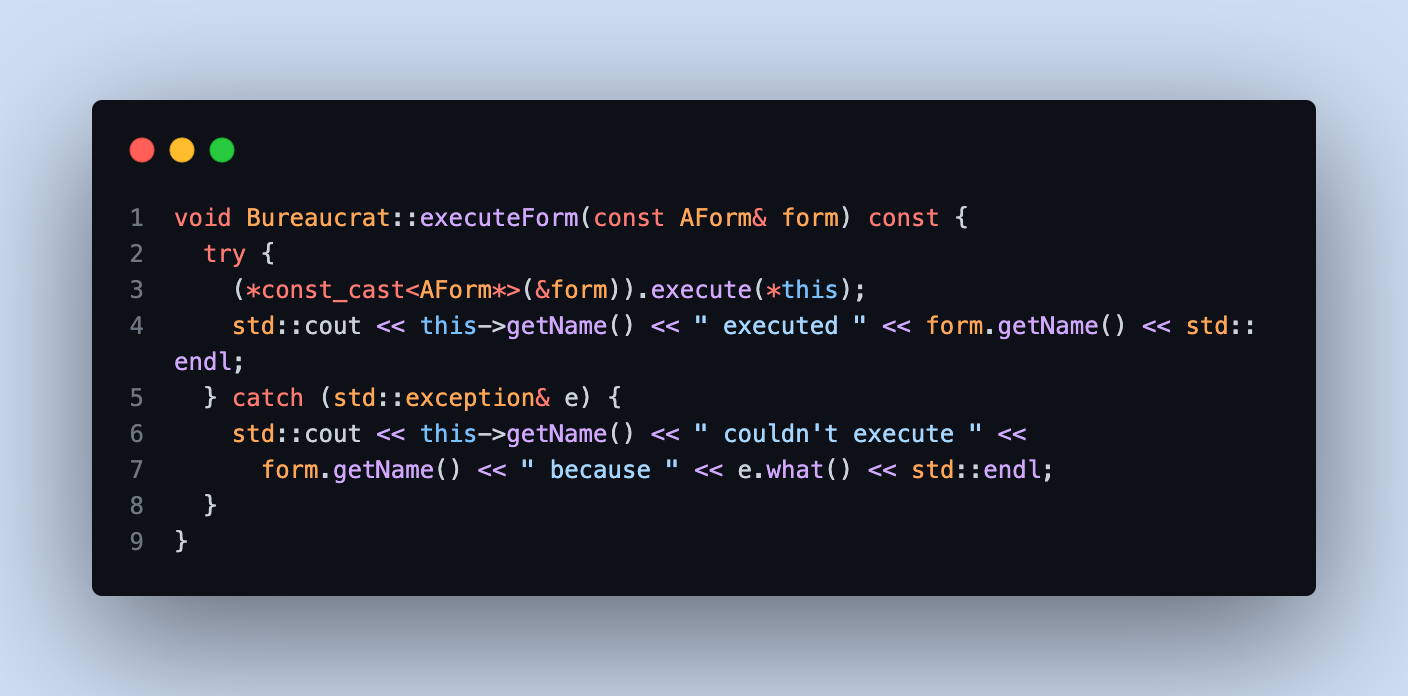 1 void Bureaucrat::executeForm(const AForm& form) const {
2   try {
3     (*const_cast<AForm*>(&form)).execute(*this);
4     std::cout << this->getName() << " executed " << form.getName() << std::
endl;
5   } catch (std::exception& e) {
6     std::cout << this->getName() << " couldn't execute " <<
7       form.getName() << " because " << e.what() << std::endl;
8   }
9 }